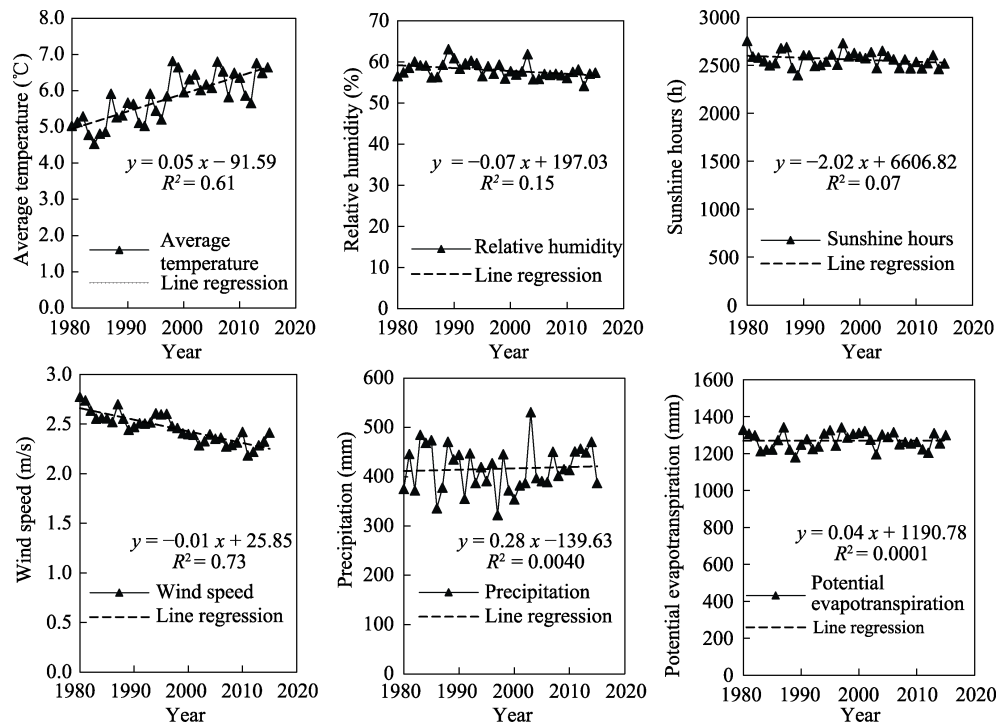 8.0
7.0
6.0
5.0
4.0
3.0
2.0
1.0
0.0
Average temperature (℃)
y = 0.05 x − 91.59
R² = 0.61
Average
temperature
Line regression
1980 1990 2000 2010 2020
Year
70
60
50
40
30
20
10
0
Relative humidity (%)
y = −0.07 x + 197.03
R² = 0.15
Relative humidity
Line regression
1980 1990 2000 2010 2020
Year
3000
2500
2000
1500
1000
500
0
Sunshine hours (h)
y = −2.02 x + 6606.82
R² = 0.07
Sunshine hours
Line regression
1980 1990 2000 2010 2020
Year
3.0
2.5
2.0
1.5
1.0
0.5
0.0
Wind speed (m/s)
y = −0.01 x + 25.85
R² = 0.73
Wind speed
Line regression
1980 1990 2000 2010 2020
Year
600
500
400
300
200
100
0
Precipitation (mm)
y = 0.28 x −139.63
R² = 0.0040
Precipitation
Line regression
1980 1990 2000 2010 2020
Year
1600
1400
1200
1000
800
600
400
200
0
Potential evapotranspiration (mm)
y = 0.04 x + 1190.78
R² = 0.0001
Potential
evapotranspiration
Line regression
1980 1990 2000 2010 2020
Year